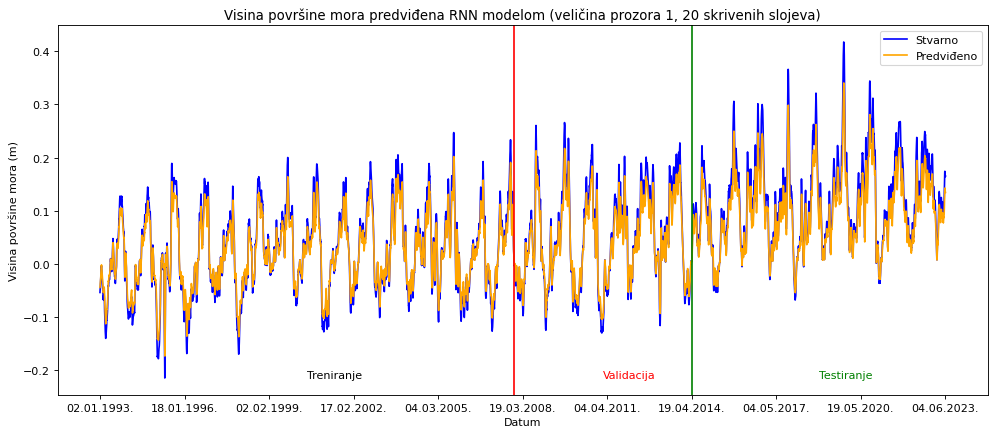 Visina površine mora predviđena RNN modelom (veličina prozora 1, 20 skrivenih slojeva)
Stvarno
Predviđeno
0.4
0.3
0.2
0.1
0.0
−0.1
−0.2
Visina površine mora (m)
Treniranje
Validacija
Testiranje
02.01.1993. 18.01.1996. 02.02.1999. 17.02.2002. 04.03.2005. 19.03.2008. 04.04.2011. 19.04.2014. 04.05.2017. 19.05.2020. 04.06.2023.
Datum